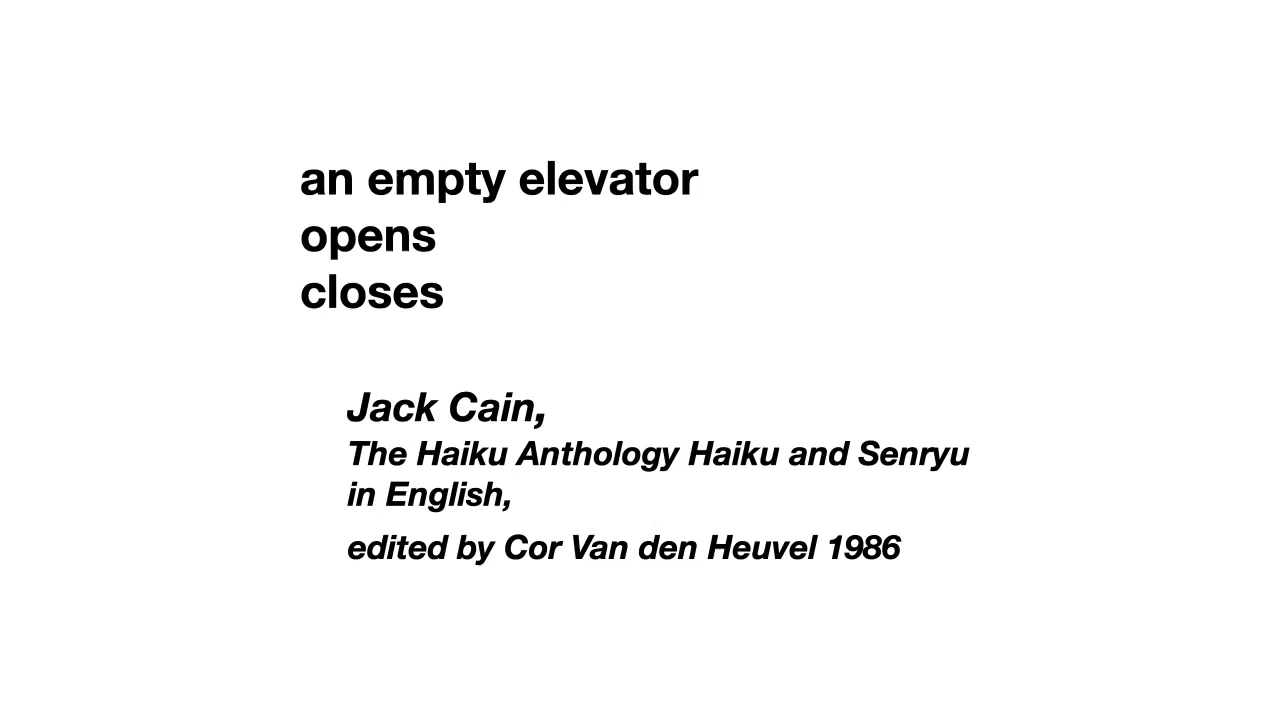 an empty elevator
opens
closes
Jack Cain,
The Haiku Anthology Haiku and Senryu
in English,
edited by Cor Van den Heuvel 1986